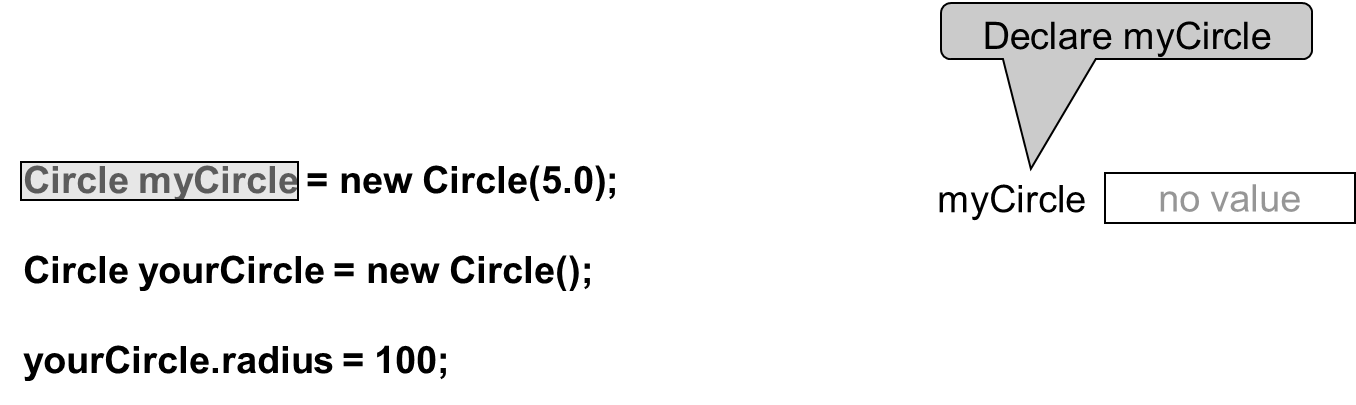 Declare myCircle
Circle myCircle = new Circle(5.0);
myCircle no value
Circle yourCircle = new Circle();
yourCircle.radius = 100;